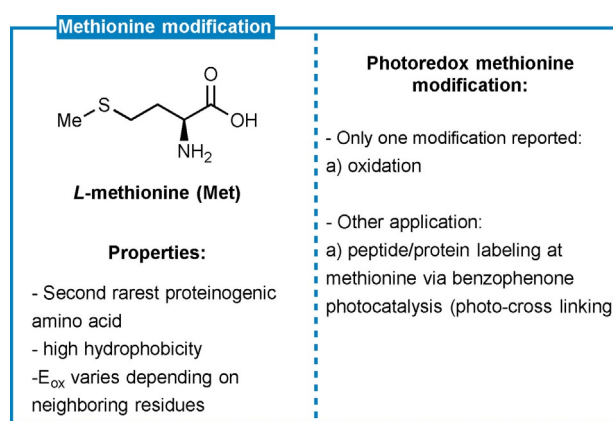 Methionine modification
O
Me
S
OH
NH2
L-methionine (Met)
Properties:
- Second rarest proteinogenic
amino acid
- high hydrophobicity
-Eox varies depending on
neighboring residues
Photoredox methionine
modification:
- Only one modification reported:
a) oxidation
- Other application:
a) peptide/protein labeling at
methionine via benzophenone
photocatalysis (photo-cross linking